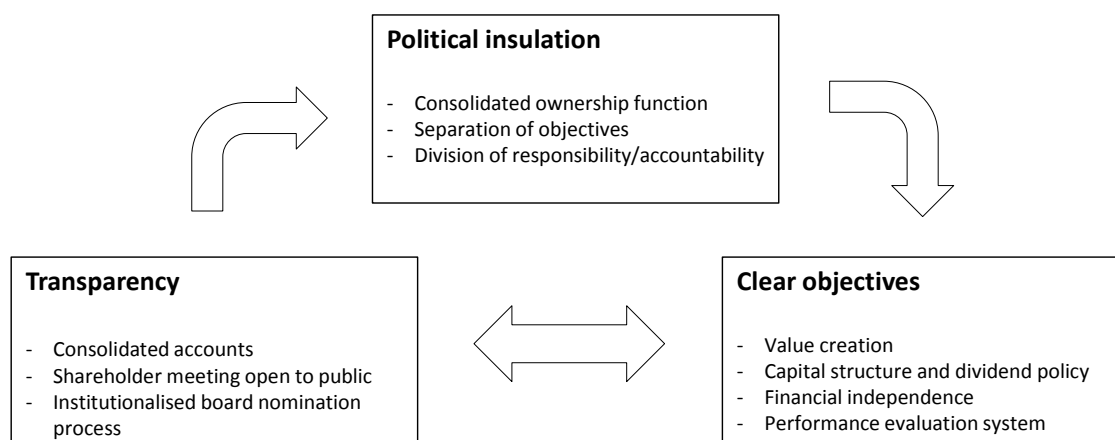 Political insulation
- Consolidated ownership function
- Separation of objectives
- Division of responsibility/accountability
Transparency
- Consolidated accounts
- Shareholder meeting open to public
- Institutionalised board nomination
process
Clear objectives
- Value creation
- Capital structure and dividend policy
- Financial independence
- Performance evaluation system